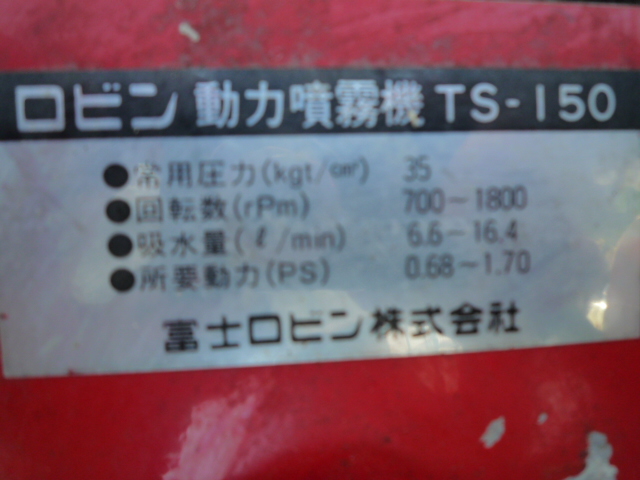 ロビン 動力噴霧機 TS-150
●常用圧力(kgf/cm²) 35
●回転数(rPm) 700~1800
●吸水量(ℓ/min) 6.6~16.4
●所要動力(PS) 0.68~1.70
富士ロビン株式会社